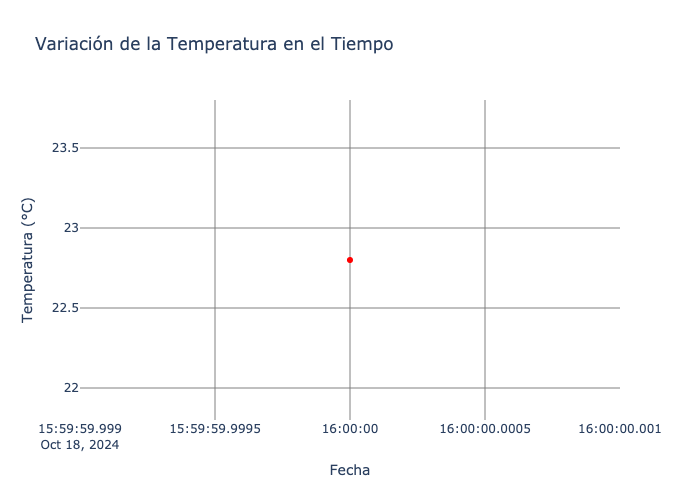 Variación de la Temperatura en el Tiempo
Temperatura (°C)
23.5
23
22.5
22
15:59:59.999
Oct 18, 2024
15:59:59.9995
16:00:00
16:00:00.0005
16:00:00.001
Fecha